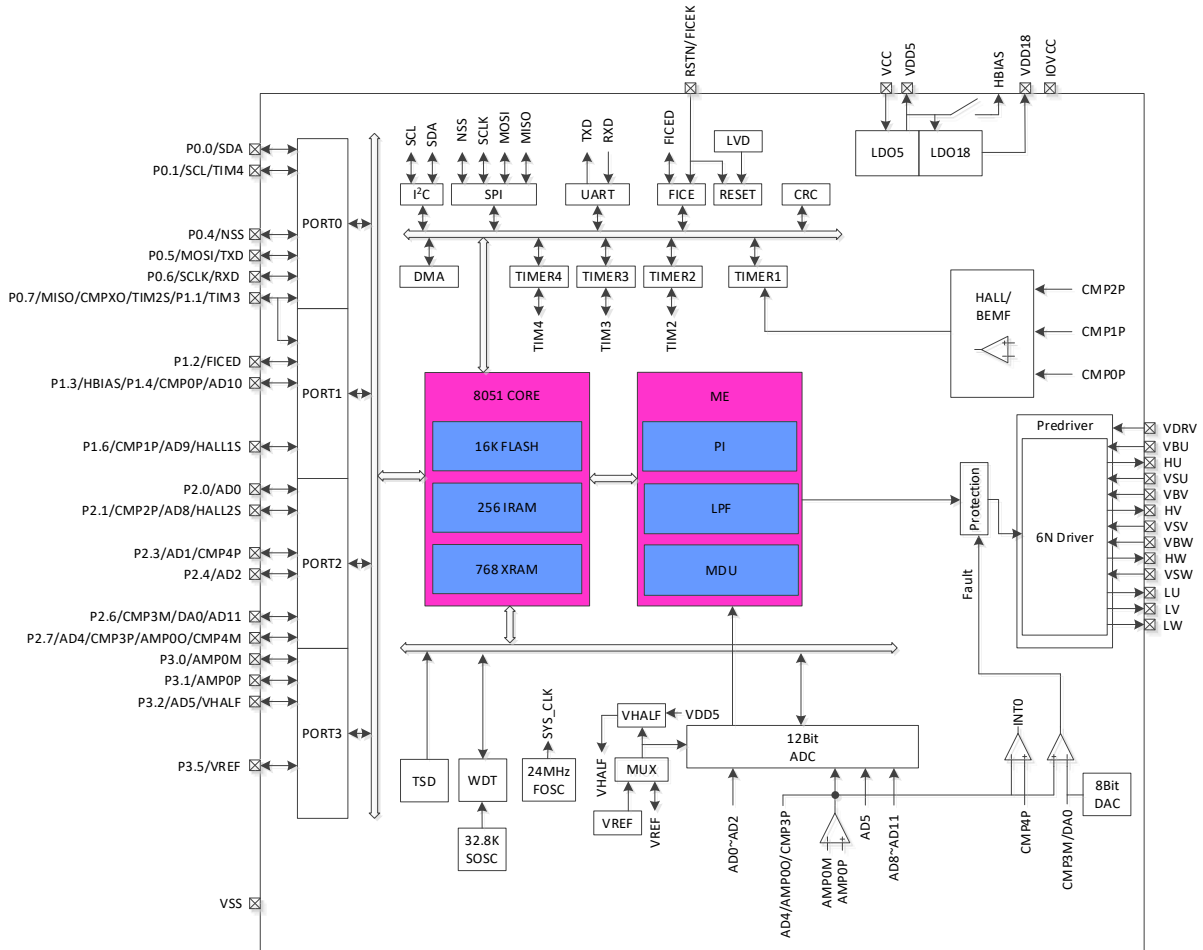 RSTN/FICEK
VCC
VDD5
HBIAS
VDD18
IOVCC
SCL
SDA
NSS
SCLK
MOSI
MISO
TXD
RXD
FICED
LVD
LDO5
LDO18
I²C
SPI
UART
FICE
RESET
CRC
DMA
TIMER4
TIMER3
TIMER2
TIMER1
TIM4
TIM3
TIM2
P0.0/SDA
P0.1/SCL/TIM4
P0.4/NSS
P0.5/MOSI/TXD
P0.6/SCLK/RXD
P0.7/MISO/CMPXO/TIM2S/P1.1/TIM3
P1.2/FICED
P1.3/HBIAS/P1.4/CMP0P/AD10
P1.6/CMP1P/AD9/HALL1S
P2.0/AD0
P2.1/CMP2P/AD8/HALL2S
P2.3/AD1/CMP4P
P2.4/AD2
P2.6/CMP3M/DA0/AD11
P2.7/AD4/CMP3P/AMP0O/CMP4M
P3.0/AMP0M
P3.1/AMP0P
P3.2/AD5/VHALF
P3.5/VREF
VSS
PORT0
PORT1
PORT2
PORT3
HALL/
BEMF
CMP2P
CMP1P
CMP0P
8051 CORE
16K FLASH
256 IRAM
768 XRAM
ME
PI
LPF
MDU
Protection
Fault
Predriver
6N Driver
VDRV
VBU
HU
VSU
VBV
HV
VSV
VBW
HW
VSW
LU
LV
LW
TSD
WDT
32.8K
SOSC
SYS_CLK
24MHz
FOSC
VHALF
VDD5
VHALF
MUX
VREF
VREF
12Bit
ADC
AD0~AD2
AD4/AMP0O/CMP3P
AMP0M
AMP0P
AD5
AD8~AD11
INT0
CMP4P
CMP3M/DA0
8Bit
DAC